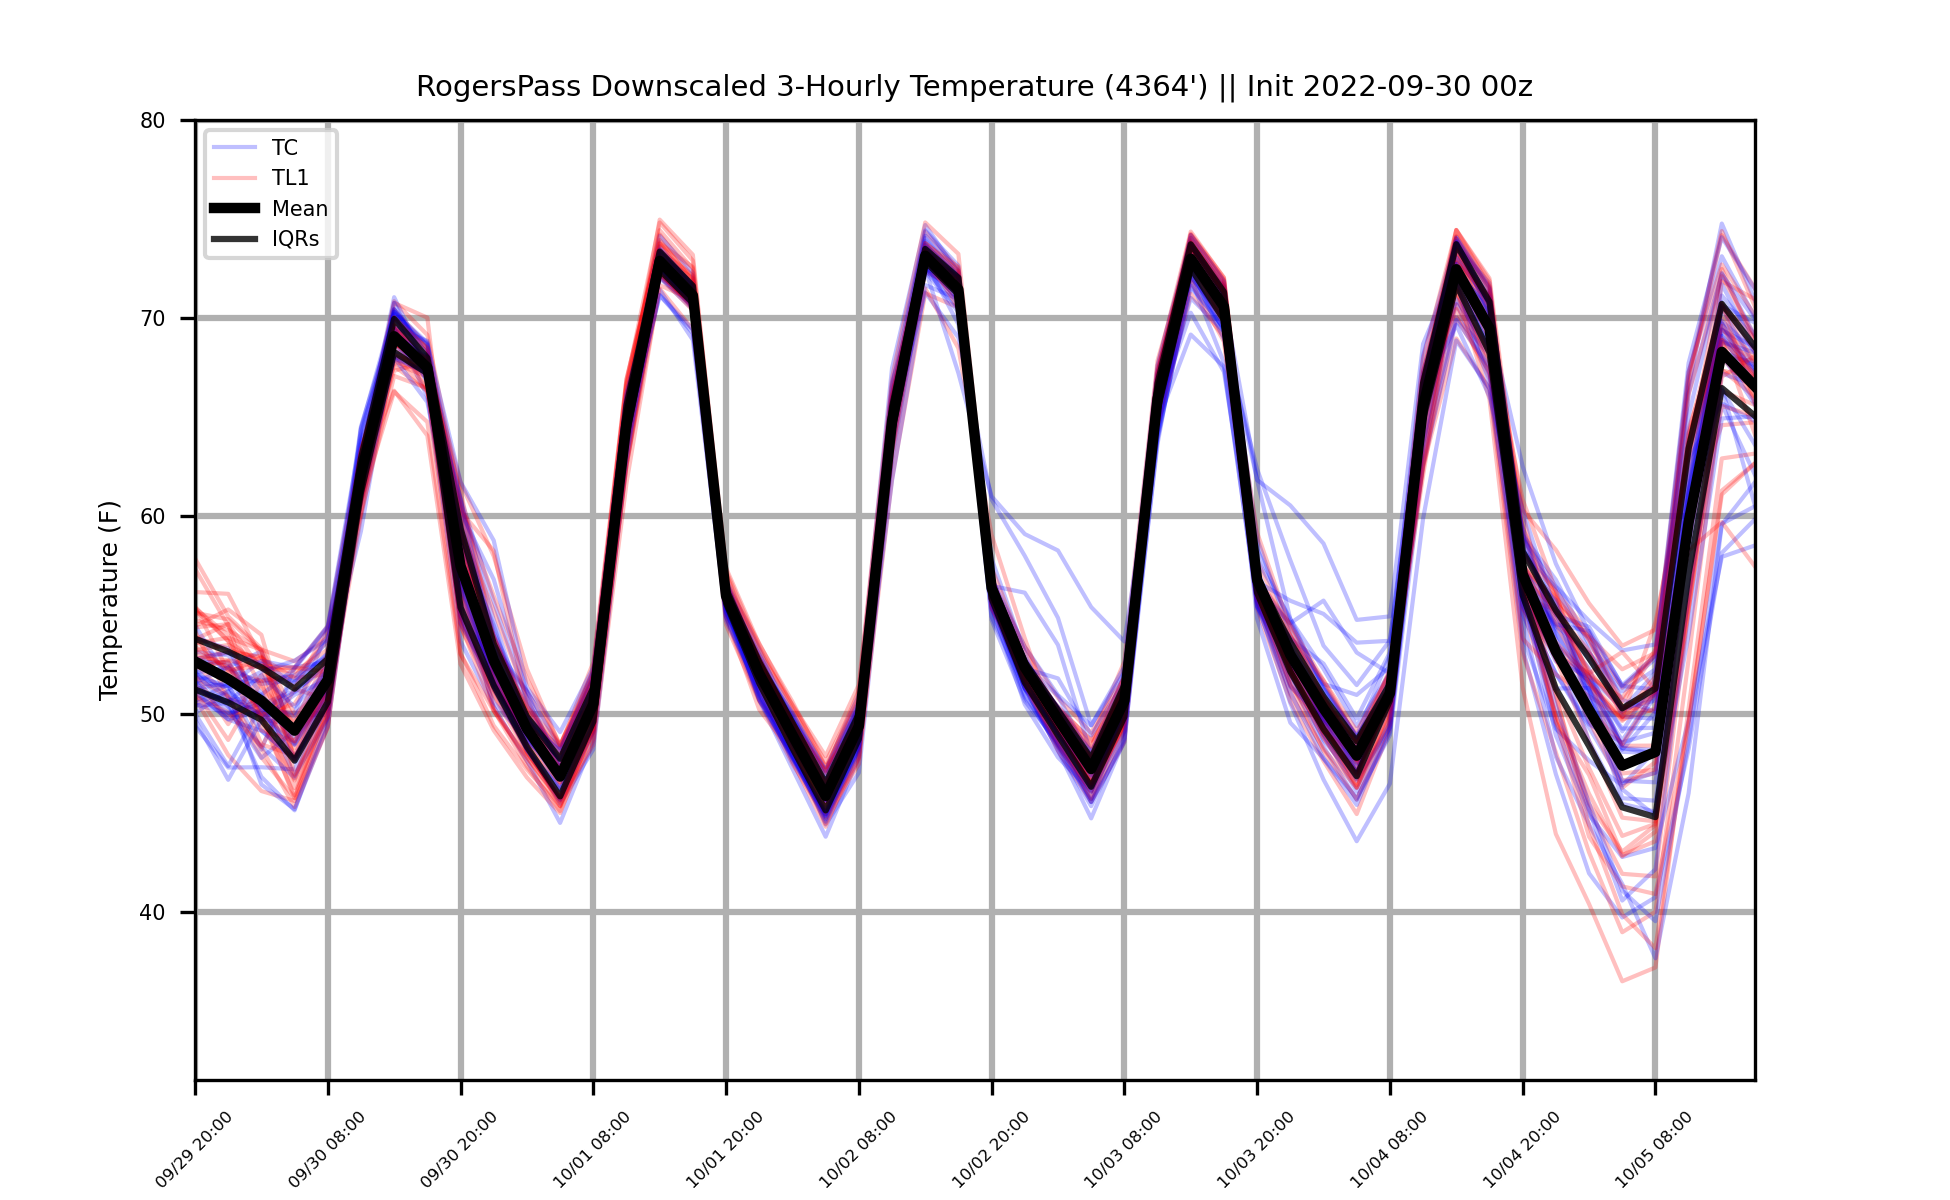 RogersPass Downscaled 3-Hourly Temperature (4364') || Init 2022-09-30 00z
TC
TL1
Mean
IQRs
Temperature (F)
80
70
60
50
40
09/29 20:00
09/30 08:00
09/30 20:00
10/01 08:00
10/01 20:00
10/02 08:00
10/02 20:00
10/03 08:00
10/03 20:00
10/04 08:00
10/04 20:00
10/05 08:00